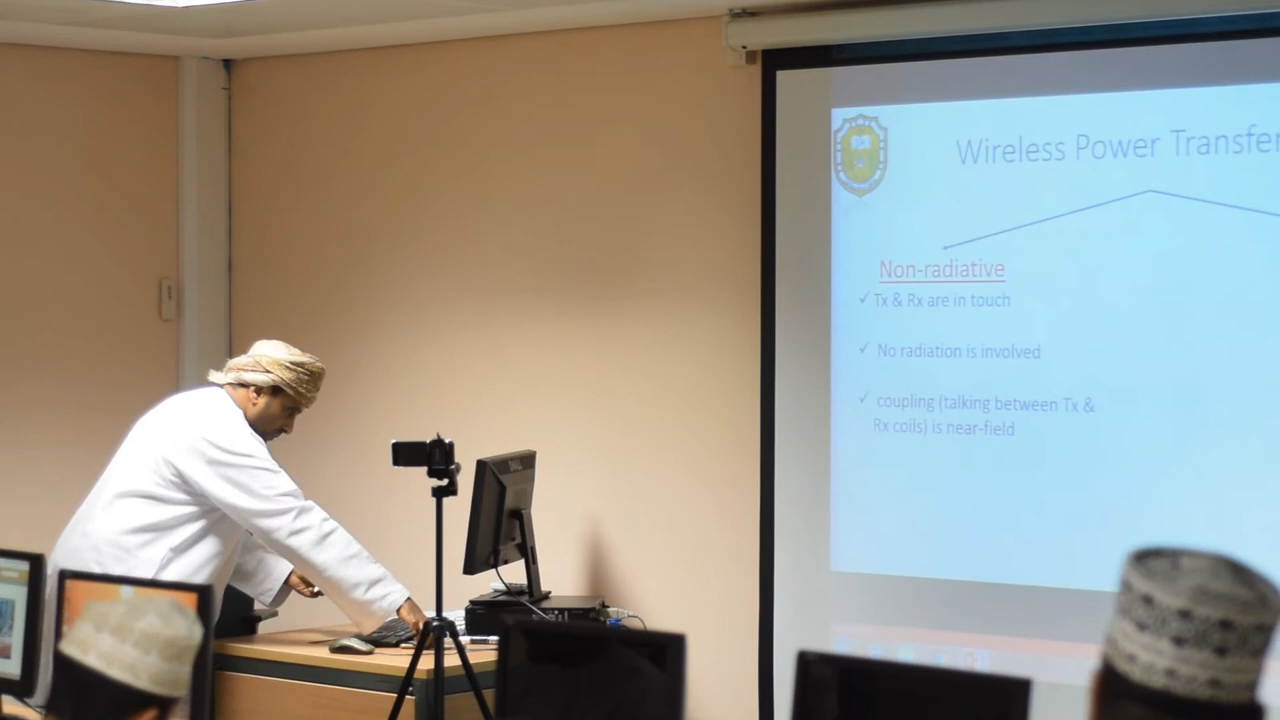 Wireless Power Transfer
Non-radiative
✓ Tx & Rx are in touch
✓ No radiation is involved
✓ coupling (talking between Tx &
Rx coils) is near-field
DELL